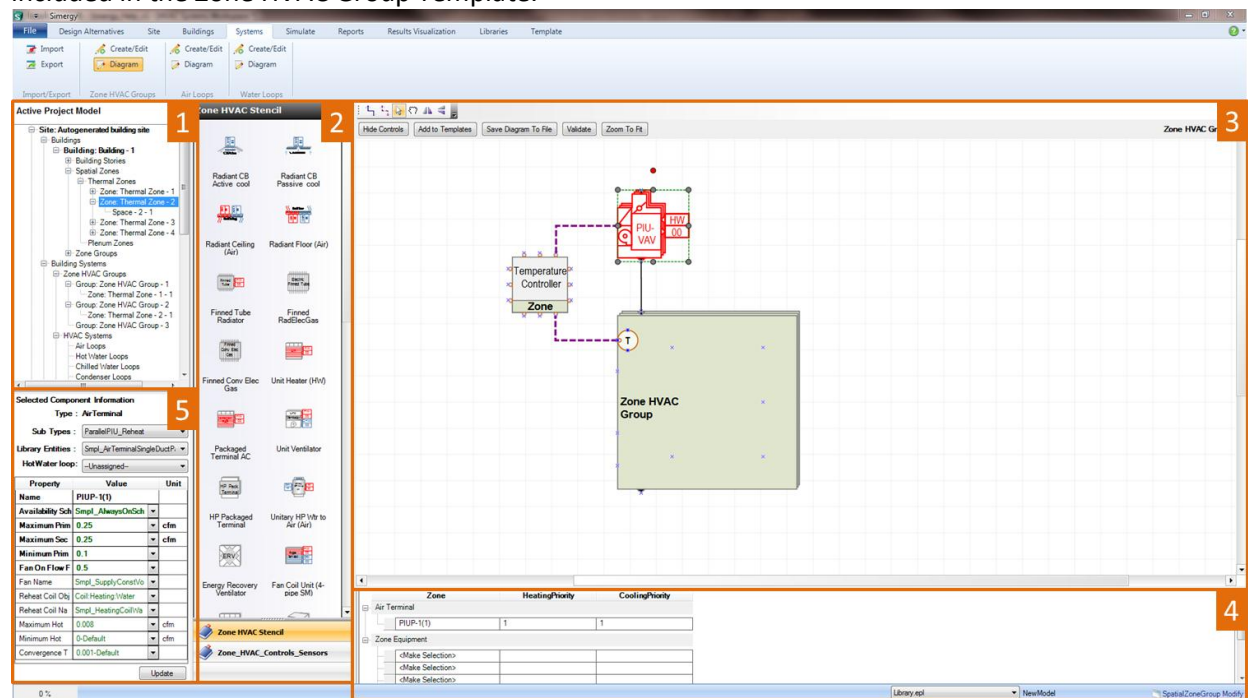 included in the Zone HVAC Group Template.
Simergy
File Design Alternatives Site Buildings Systems Simulate Reports Results Visualization Libraries Template
Import Create/Edit Create/Edit Create/Edit
Export Diagram Diagram Diagram
Import/Export Zone HVAC Groups Air Loops Water Loops
Active Project Model
1
Site: Autogenerated building site
Buildings
Building: Building - 1
Building Stories
Spatial Zones
Thermal Zones
Zone: Thermal Zone - 1
Zone: Thermal Zone - 2
Space - 2 - 1
Zone: Thermal Zone - 3
Zone: Thermal Zone - 4
Plenum Zones
Zone Groups
Building Systems
Zone HVAC Groups
Group: Zone HVAC Group - 1
Zone: Thermal Zone - 1 - 1
Group: Zone HVAC Group - 2
Zone: Thermal Zone - 2 - 1
Group: Zone HVAC Group - 3
HVAC Systems
Air Loops
Hot Water Loops
Chilled Water Loops
Condenser Loops
Selected Component Information
5
Type : AirTerminal
Sub Types : ParallelPIU_Reheat
Library Entities : Smpl_AirTerminalSingleDuctP
HotWater loop: --Unassigned--
Property Value Unit
Name PIUP-1(1)
Availability Sch Smpl_AlwaysOnSch
Maximum Prim 0.25 cfm
Maximum Sec 0.25 cfm
Minimum Prim 0.1
Fan On Flow F 0.5
Fan Name Smpl_SupplyConstVo
Reheat Coil Obj Coil:Heating:Water
Reheat Coil Na Smpl_HeatingCoilWa
Maximum Hot 0.008 cfm
Minimum Hot 0-Default cfm
Convergence T 0.001-Default
Update
0 %
Zone HVAC Stencil
2
Radiant CB Active cool
Radiant CB Passive cool
Radiant Ceiling (Air)
Radiant Floor (Air)
Finned Tube Radiator
Finned RadElecGas
Finned Conv Elec Gas
Unit Heater (HW)
Packaged Terminal AC
Unit Ventilator
HP Packaged Terminal
Unitary HP Wtr to Air (Air)
ERV
Energy Recovery Ventilator
Fan Coil Unit (4-pipe SM)
Zone HVAC Stencil
Zone_HVAC_Controls_Sensors
3
Hide Controls Add to Templates Save Diagram To File Validate Zoom To Fit Zone HVAC Gr
PIU-VAV
HW
00
Temperature Controller
Zone
T
Zone HVAC
Group
4
Zone HeatingPriority CoolingPriority
Air Terminal
PIUP-1(1) 1 1
Zone Equipment
<Make Selection>
<Make Selection>
<Make Selection>
Library.epl NewModel SpatialZoneGroup Modify